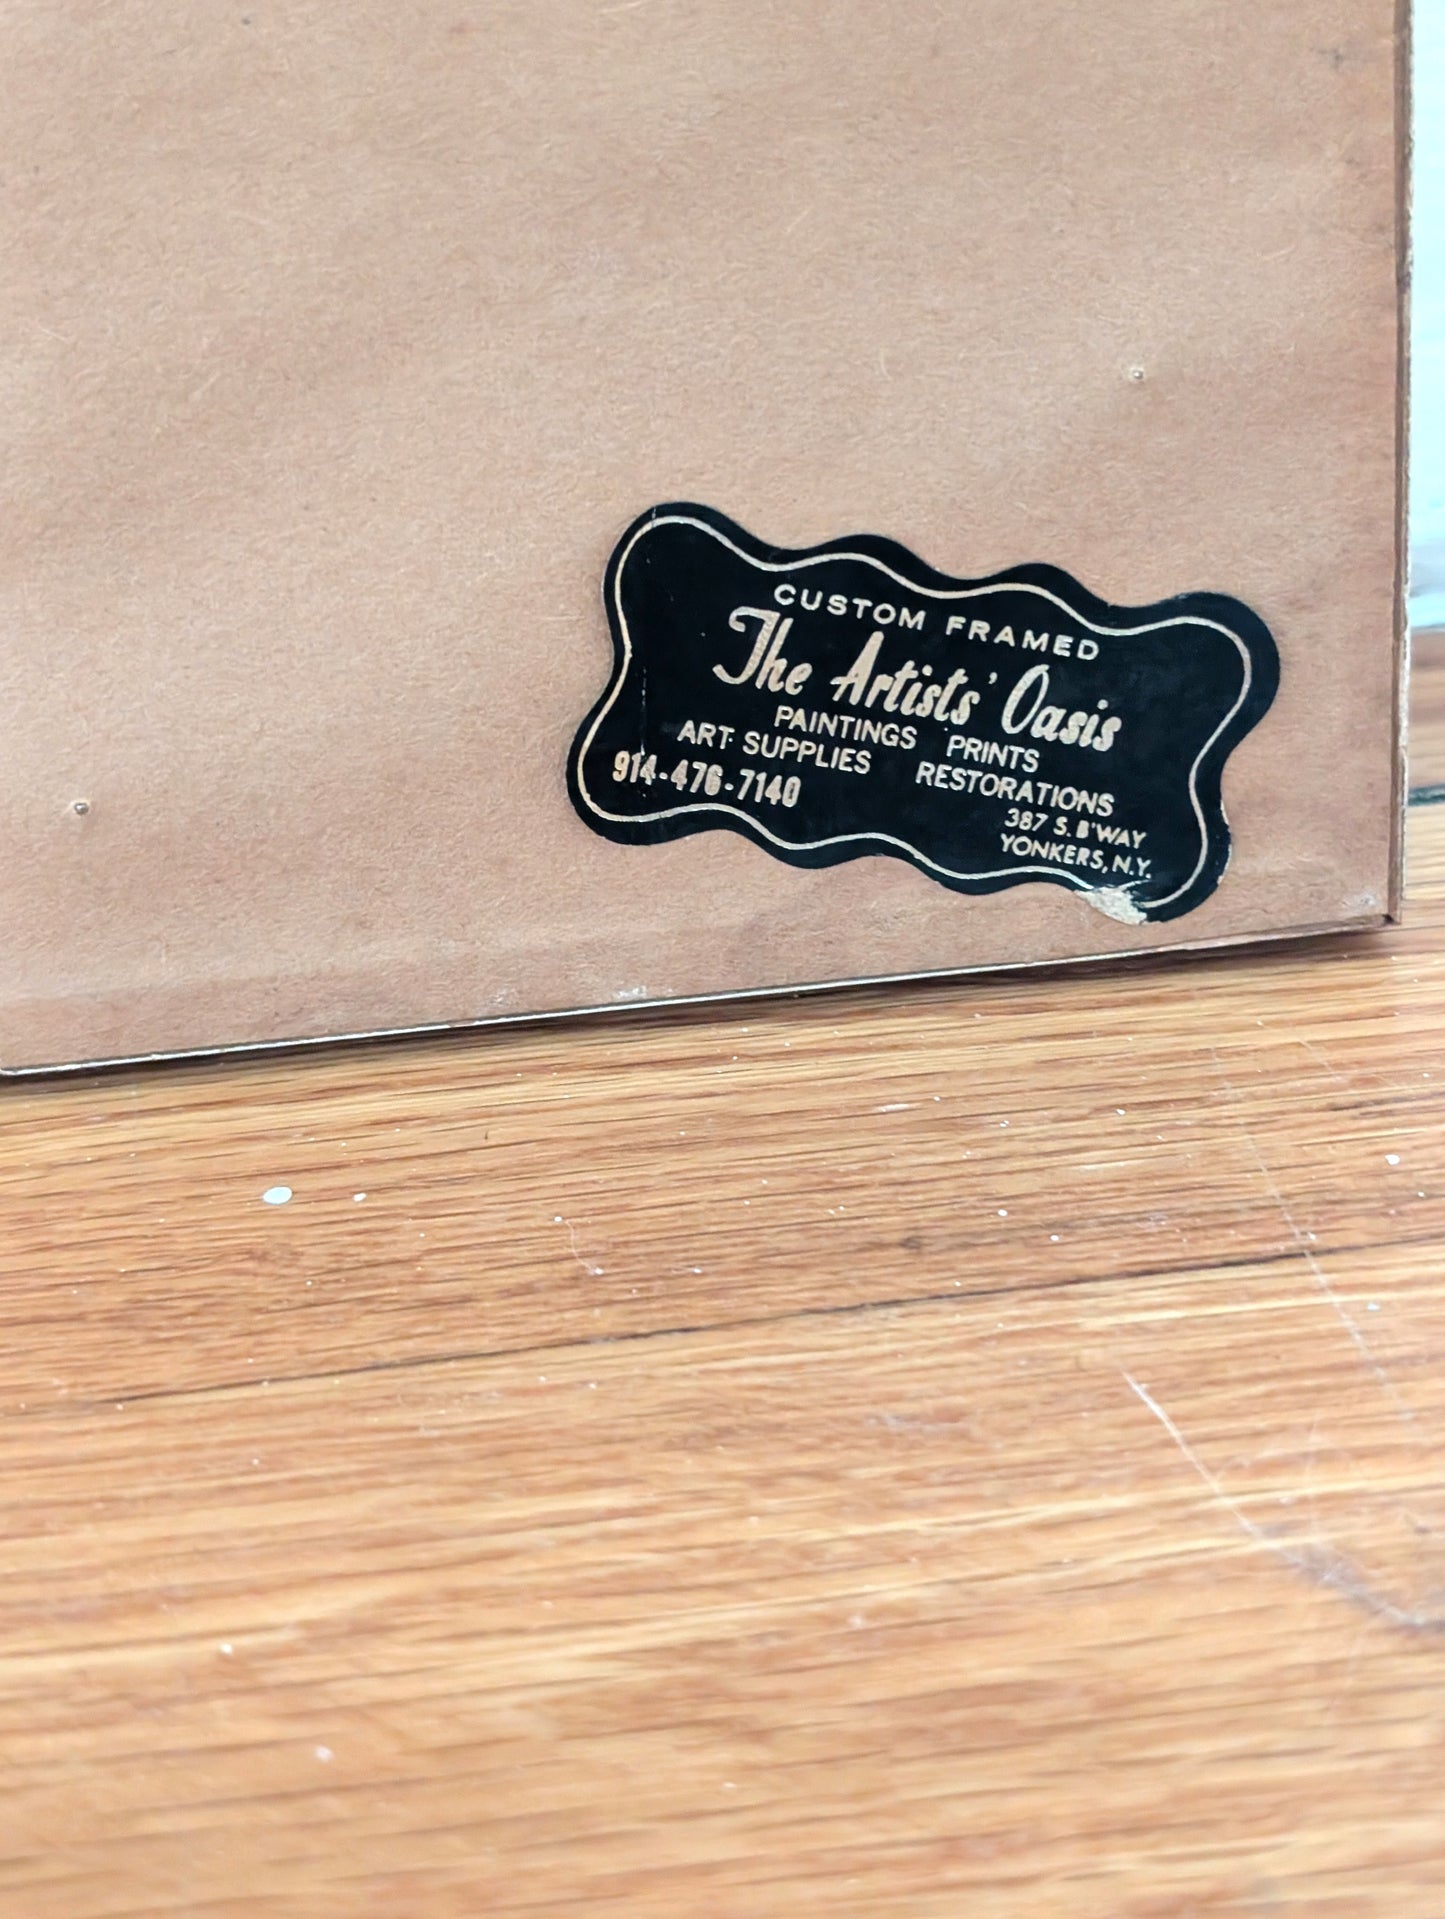 CUSTOM FRAMED
The Artists' Oasis
PAINTINGS PRINTS
ART SUPPLIES RESTORATIONS
914-476-7140
387 S. B'WAY
YONKERS, N.Y.